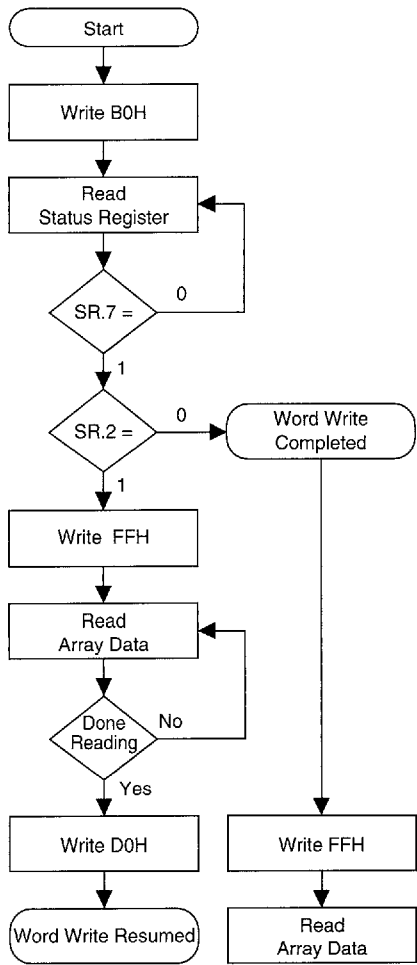 Start
Write B0H
Read
Status Register
SR.7 =
0
1
SR.2 =
0
1
Word Write
Completed
Write FFH
Read
Array Data
Done
Reading
No
Yes
Write D0H
Write FFH
Word Write Resumed
Read
Array Data